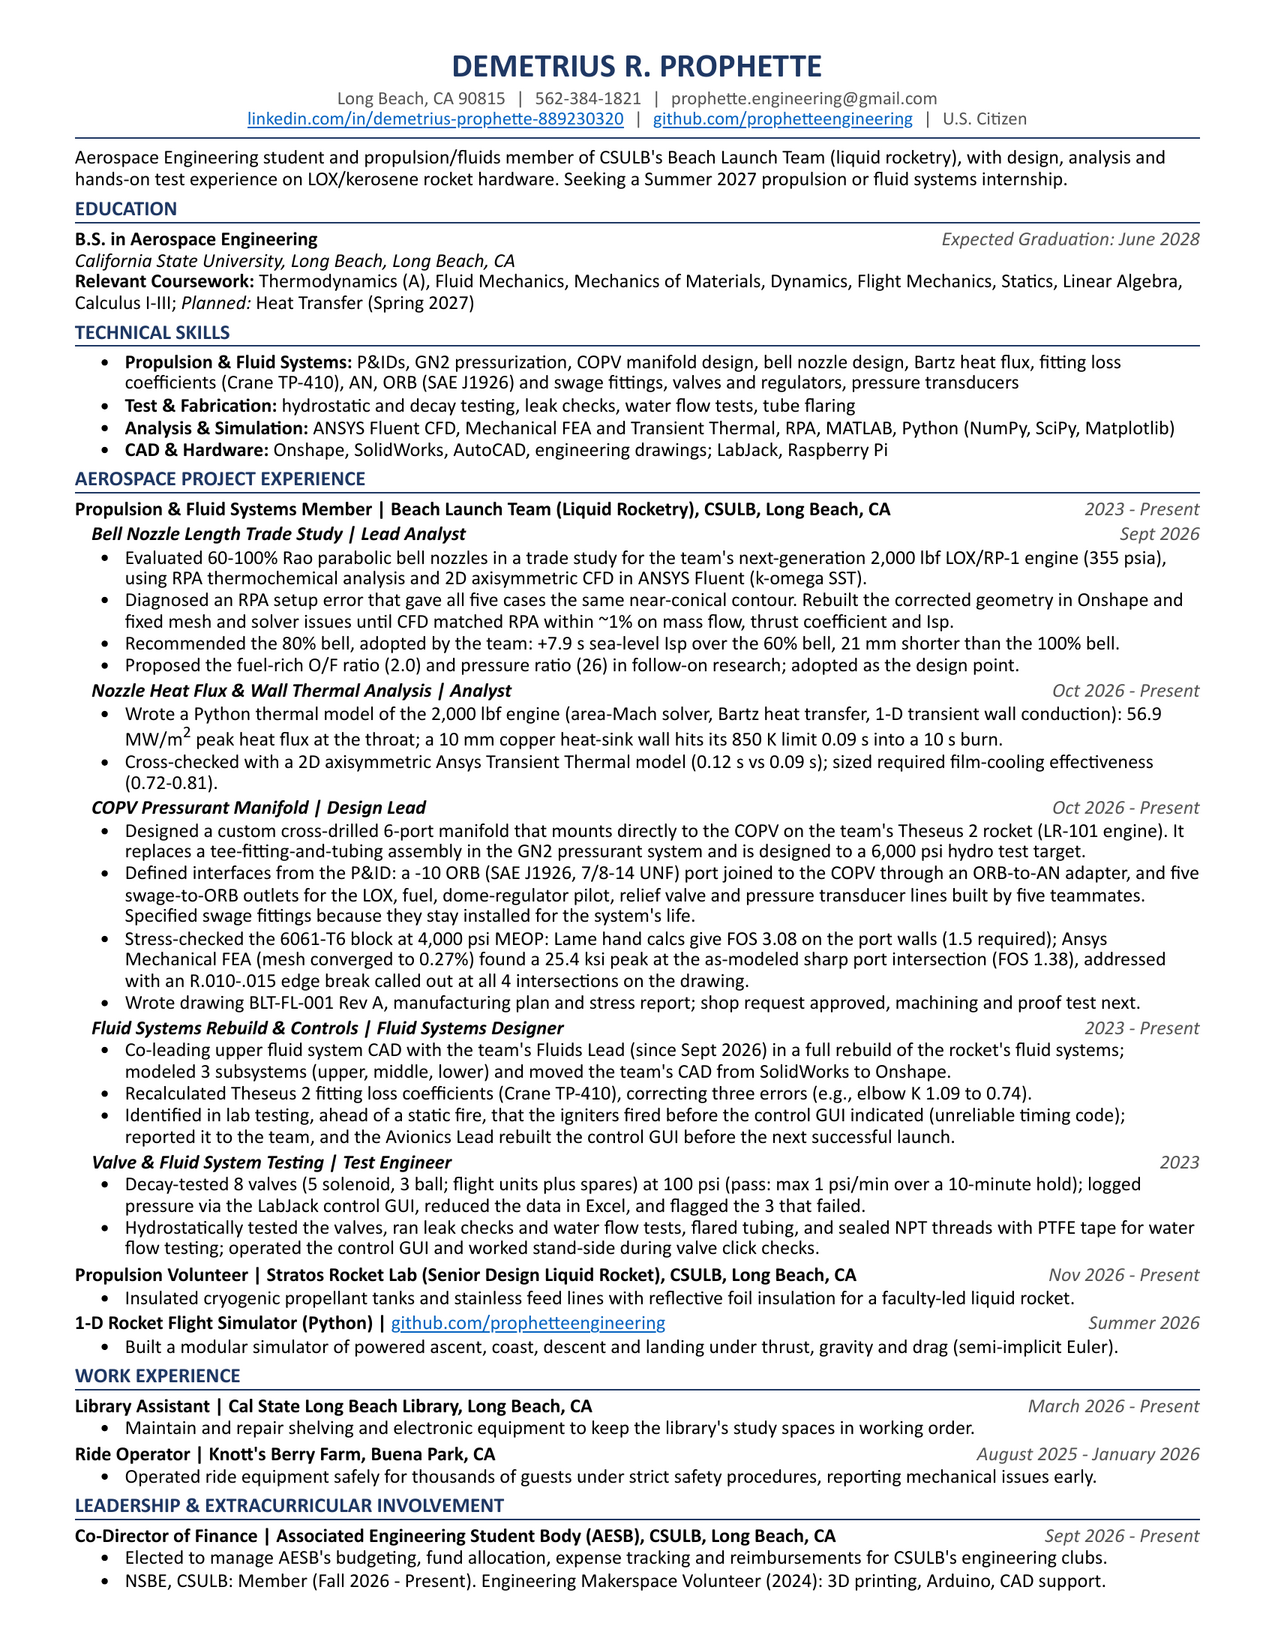 DEMETRIUS R. PROPHETTE
Long Beach, CA 90815 | 562-384-1821 | prophette.engineering@gmail.com
linkedin.com/in/demetrius-prophette-889230320 | github.com/prophetteengineering | U.S. Citizen
Aerospace Engineering student and propulsion/fluids member of CSULB's Beach Launch Team (liquid rocketry), with design, analysis and
hands-on test experience on LOX/kerosene rocket hardware. Seeking a Summer 2027 propulsion or fluid systems internship.
EDUCATION
B.S. in Aerospace Engineering Expected Graduation: June 2028
California State University, Long Beach, Long Beach, CA
Relevant Coursework: Thermodynamics (A), Fluid Mechanics, Mechanics of Materials, Dynamics, Flight Mechanics, Statics, Linear Algebra,
Calculus I-III; Planned: Heat Transfer (Spring 2027)
TECHNICAL SKILLS
• Propulsion & Fluid Systems: P&IDs, GN2 pressurization, COPV manifold design, bell nozzle design, Bartz heat flux, fitting loss
coefficients (Crane TP-410), AN, ORB (SAE J1926) and swage fittings, valves and regulators, pressure transducers
• Test & Fabrication: hydrostatic and decay testing, leak checks, water flow tests, tube flaring
• Analysis & Simulation: ANSYS Fluent CFD, Mechanical FEA and Transient Thermal, RPA, MATLAB, Python (NumPy, SciPy, Matplotlib)
• CAD & Hardware: Onshape, SolidWorks, AutoCAD, engineering drawings; LabJack, Raspberry Pi
AEROSPACE PROJECT EXPERIENCE
Propulsion & Fluid Systems Member | Beach Launch Team (Liquid Rocketry), CSULB, Long Beach, CA 2023 - Present
Bell Nozzle Length Trade Study | Lead Analyst Sept 2026
• Evaluated 60-100% Rao parabolic bell nozzles in a trade study for the team's next-generation 2,000 lbf LOX/RP-1 engine (355 psia),
using RPA thermochemical analysis and 2D axisymmetric CFD in ANSYS Fluent (k-omega SST).
• Diagnosed an RPA setup error that gave all five cases the same near-conical contour. Rebuilt the corrected geometry in Onshape and
fixed mesh and solver issues until CFD matched RPA within ~1% on mass flow, thrust coefficient and Isp.
• Recommended the 80% bell, adopted by the team: +7.9 s sea-level Isp over the 60% bell, 21 mm shorter than the 100% bell.
• Proposed the fuel-rich O/F ratio (2.0) and pressure ratio (26) in follow-on research; adopted as the design point.
Nozzle Heat Flux & Wall Thermal Analysis | Analyst Oct 2026 - Present
• Wrote a Python thermal model of the 2,000 lbf engine (area-Mach solver, Bartz heat transfer, 1-D transient wall conduction): 56.9
MW/m² peak heat flux at the throat; a 10 mm copper heat-sink wall hits its 850 K limit 0.09 s into a 10 s burn.
• Cross-checked with a 2D axisymmetric Ansys Transient Thermal model (0.12 s vs 0.09 s); sized required film-cooling effectiveness
(0.72-0.81).
COPV Pressurant Manifold | Design Lead Oct 2026 - Present
• Designed a custom cross-drilled 6-port manifold that mounts directly to the COPV on the team's Theseus 2 rocket (LR-101 engine). It
replaces a tee-fitting-and-tubing assembly in the GN2 pressurant system and is designed to a 6,000 psi hydro test target.
• Defined interfaces from the P&ID: a -10 ORB (SAE J1926, 7/8-14 UNF) port joined to the COPV through an ORB-to-AN adapter, and five
swage-to-ORB outlets for the LOX, fuel, dome-regulator pilot, relief valve and pressure transducer lines built by five teammates.
Specified swage fittings because they stay installed for the system's life.
• Stress-checked the 6061-T6 block at 4,000 psi MEOP: Lame hand calcs give FOS 3.08 on the port walls (1.5 required); Ansys
Mechanical FEA (mesh converged to 0.27%) found a 25.4 ksi peak at the as-modeled sharp port intersection (FOS 1.38), addressed
with an R.010-.015 edge break called out at all 4 intersections on the drawing.
• Wrote drawing BLT-FL-001 Rev A, manufacturing plan and stress report; shop request approved, machining and proof test next.
Fluid Systems Rebuild & Controls | Fluid Systems Designer 2023 - Present
• Co-leading upper fluid system CAD with the team's Fluids Lead (since Sept 2026) in a full rebuild of the rocket's fluid systems;
modeled 3 subsystems (upper, middle, lower) and moved the team's CAD from SolidWorks to Onshape.
• Recalculated Theseus 2 fitting loss coefficients (Crane TP-410), correcting three errors (e.g., elbow K 1.09 to 0.74).
• Identified in lab testing, ahead of a static fire, that the igniters fired before the control GUI indicated (unreliable timing code);
reported it to the team, and the Avionics Lead rebuilt the control GUI before the next successful launch.
Valve & Fluid System Testing | Test Engineer 2023
• Decay-tested 8 valves (5 solenoid, 3 ball; flight units plus spares) at 100 psi (pass: max 1 psi/min over a 10-minute hold); logged
pressure via the LabJack control GUI, reduced the data in Excel, and flagged the 3 that failed.
• Hydrostatically tested the valves, ran leak checks and water flow tests, flared tubing, and sealed NPT threads with PTFE tape for water
flow testing; operated the control GUI and worked stand-side during valve click checks.
Propulsion Volunteer | Stratos Rocket Lab (Senior Design Liquid Rocket), CSULB, Long Beach, CA Nov 2026 - Present
• Insulated cryogenic propellant tanks and stainless feed lines with reflective foil insulation for a faculty-led liquid rocket.
1-D Rocket Flight Simulator (Python) | github.com/prophetteengineering Summer 2026
• Built a modular simulator of powered ascent, coast, descent and landing under thrust, gravity and drag (semi-implicit Euler).
WORK EXPERIENCE
Library Assistant | Cal State Long Beach Library, Long Beach, CA March 2026 - Present
• Maintain and repair shelving and electronic equipment to keep the library's study spaces in working order.
Ride Operator | Knott's Berry Farm, Buena Park, CA August 2025 - January 2026
• Operated ride equipment safely for thousands of guests under strict safety procedures, reporting mechanical issues early.
LEADERSHIP & EXTRACURRICULAR INVOLVEMENT
Co-Director of Finance | Associated Engineering Student Body (AESB), CSULB, Long Beach, CA Sept 2026 - Present
• Elected to manage AESB's budgeting, fund allocation, expense tracking and reimbursements for CSULB's engineering clubs.
• NSBE, CSULB: Member (Fall 2026 - Present). Engineering Makerspace Volunteer (2024): 3D printing, Arduino, CAD support.